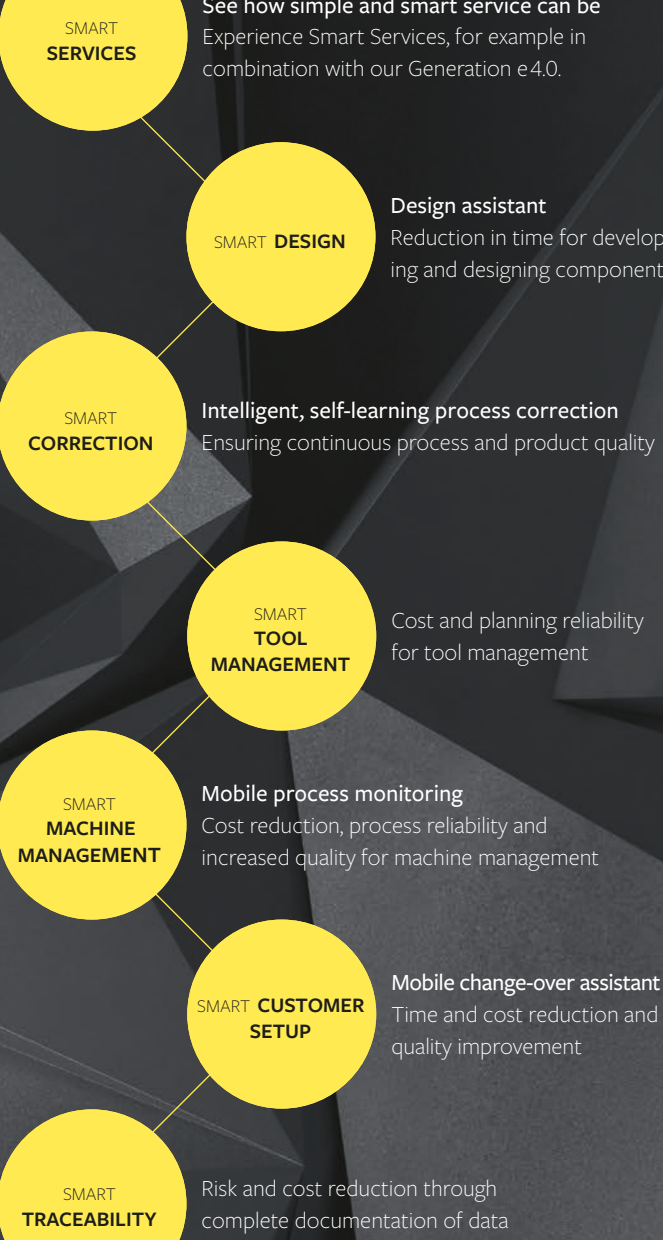 SMART
SERVICES
See how simple and smart service can be
Experience Smart Services, for example in
combination with our Generation e4.0.
SMART DESIGN
Design assistant
Reduction in time for develop-
ing and designing component
SMART
CORRECTION
Intelligent, self-learning process correction
Ensuring continuous process and product quality
SMART
TOOL
MANAGEMENT
Cost and planning reliability
for tool management
SMART
MACHINE
MANAGEMENT
Mobile process monitoring
Cost reduction, process reliability and
increased quality for machine management
SMART CUSTOMER
SETUP
Mobile change-over assistant
Time and cost reduction and
quality improvement
SMART
TRACEABILITY
Risk and cost reduction through
complete documentation of data